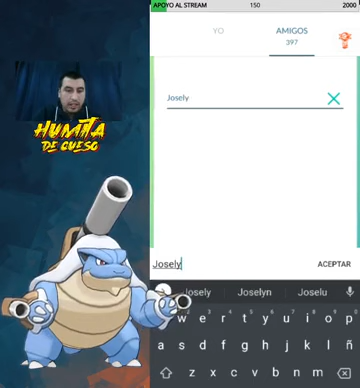 APOYO AL STREAM 150 2000
YO AMIGOS
397
Josely
HUMITA
DE QUESO
Josely ACEPTAR
Josely Joselyn Joselu
w e r t y u i o p
a s d f g h j k l ñ
z x c v b n m